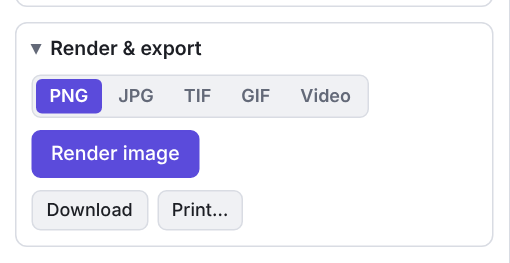 Render & export
PNG JPG TIF GIF Video
Render image
Download Print...